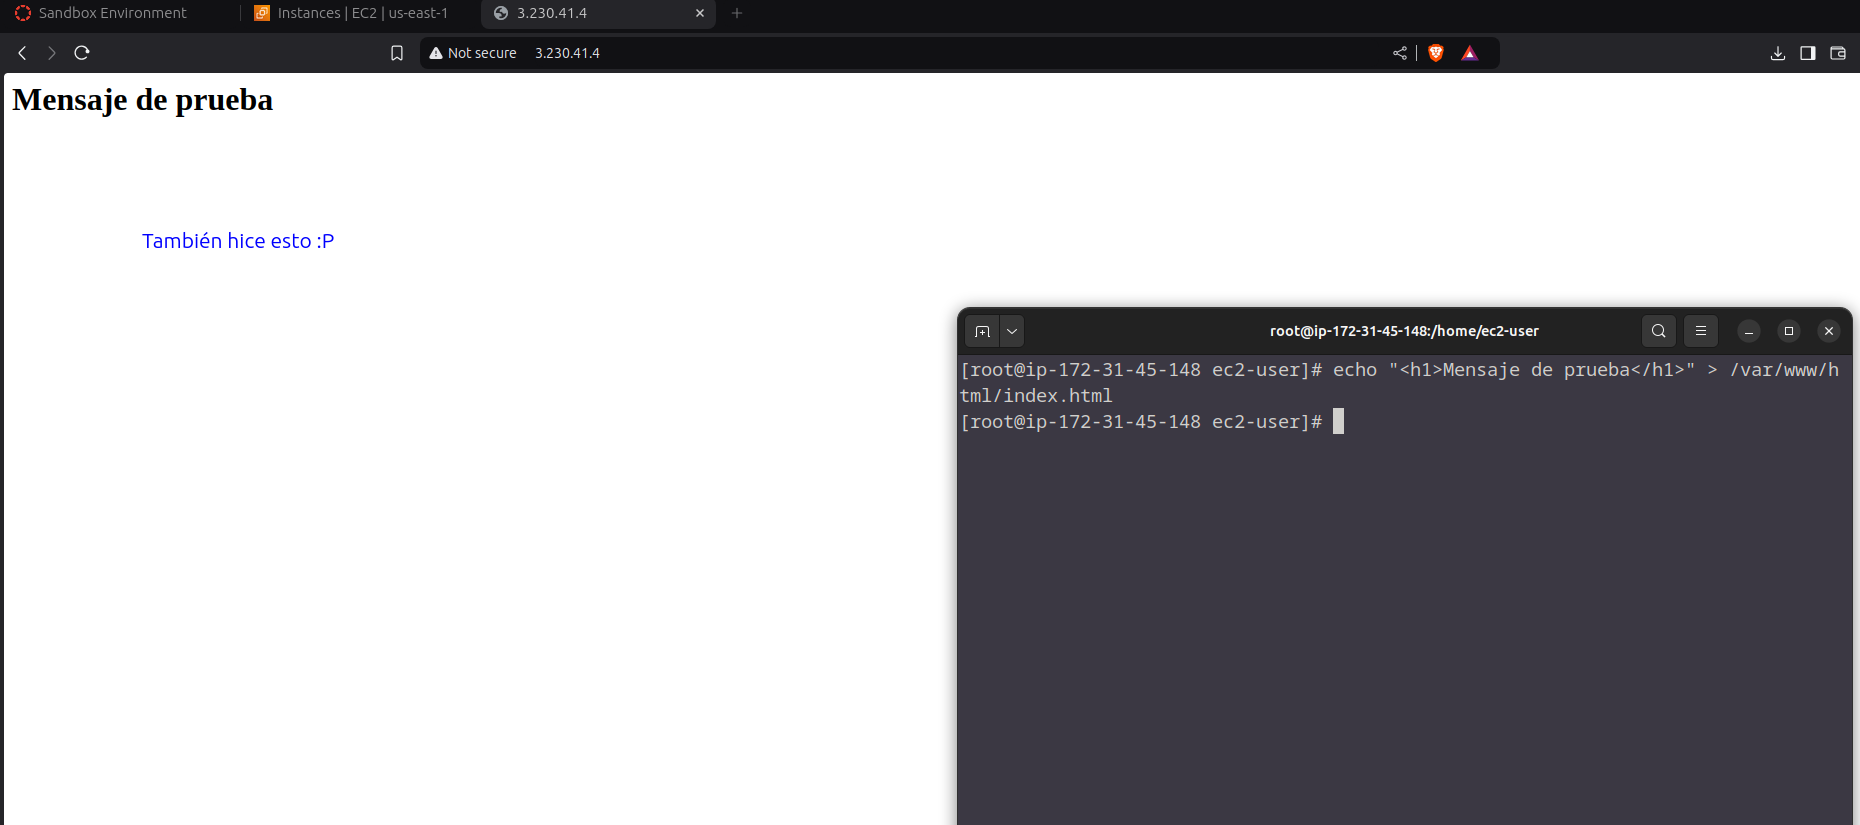 Sandbox Environment
Instances | EC2 | us-east-1
3.230.41.4
Not secure
3.230.41.4
Mensaje de prueba
También hice esto :P
root@ip-172-31-45-148:/home/ec2-user
[root@ip-172-31-45-148 ec2-user]# echo "<h1>Mensaje de prueba</h1>" > /var/www/h
tml/index.html
[root@ip-172-31-45-148 ec2-user]#